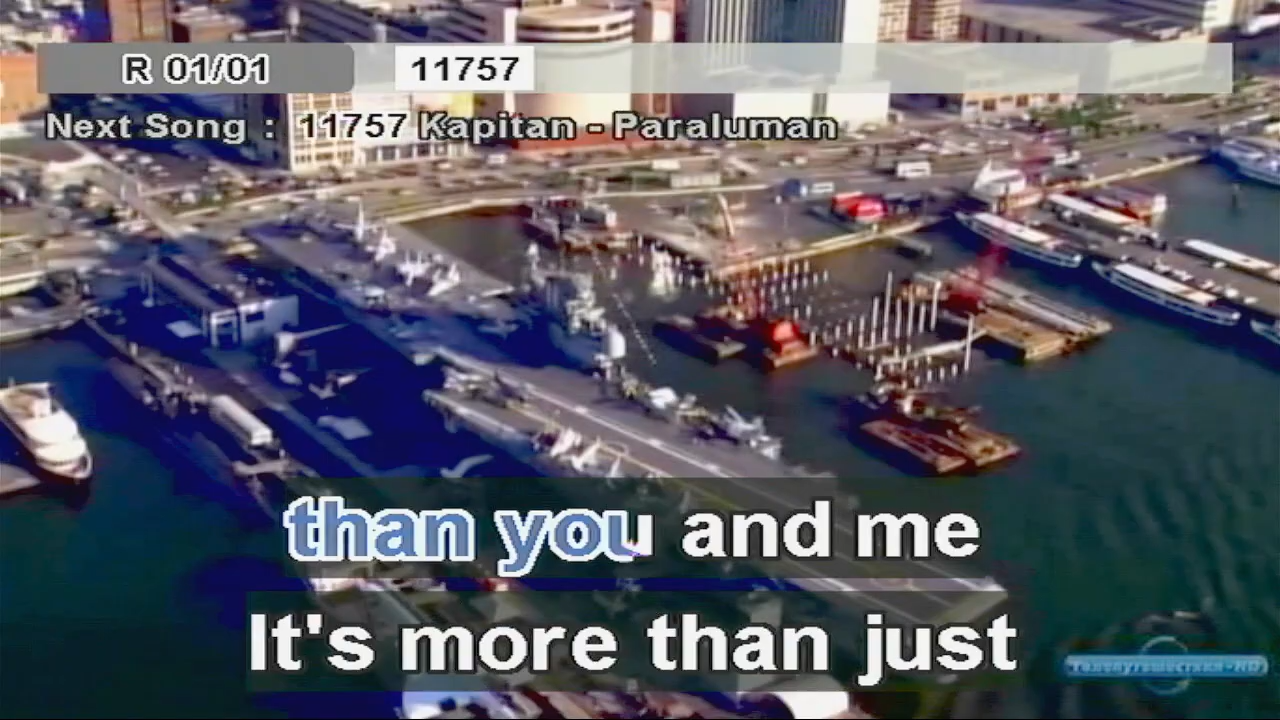 R 01/01 11757
Next Song : 11757 Kapitan - Paraluman
than you and me
It's more than just